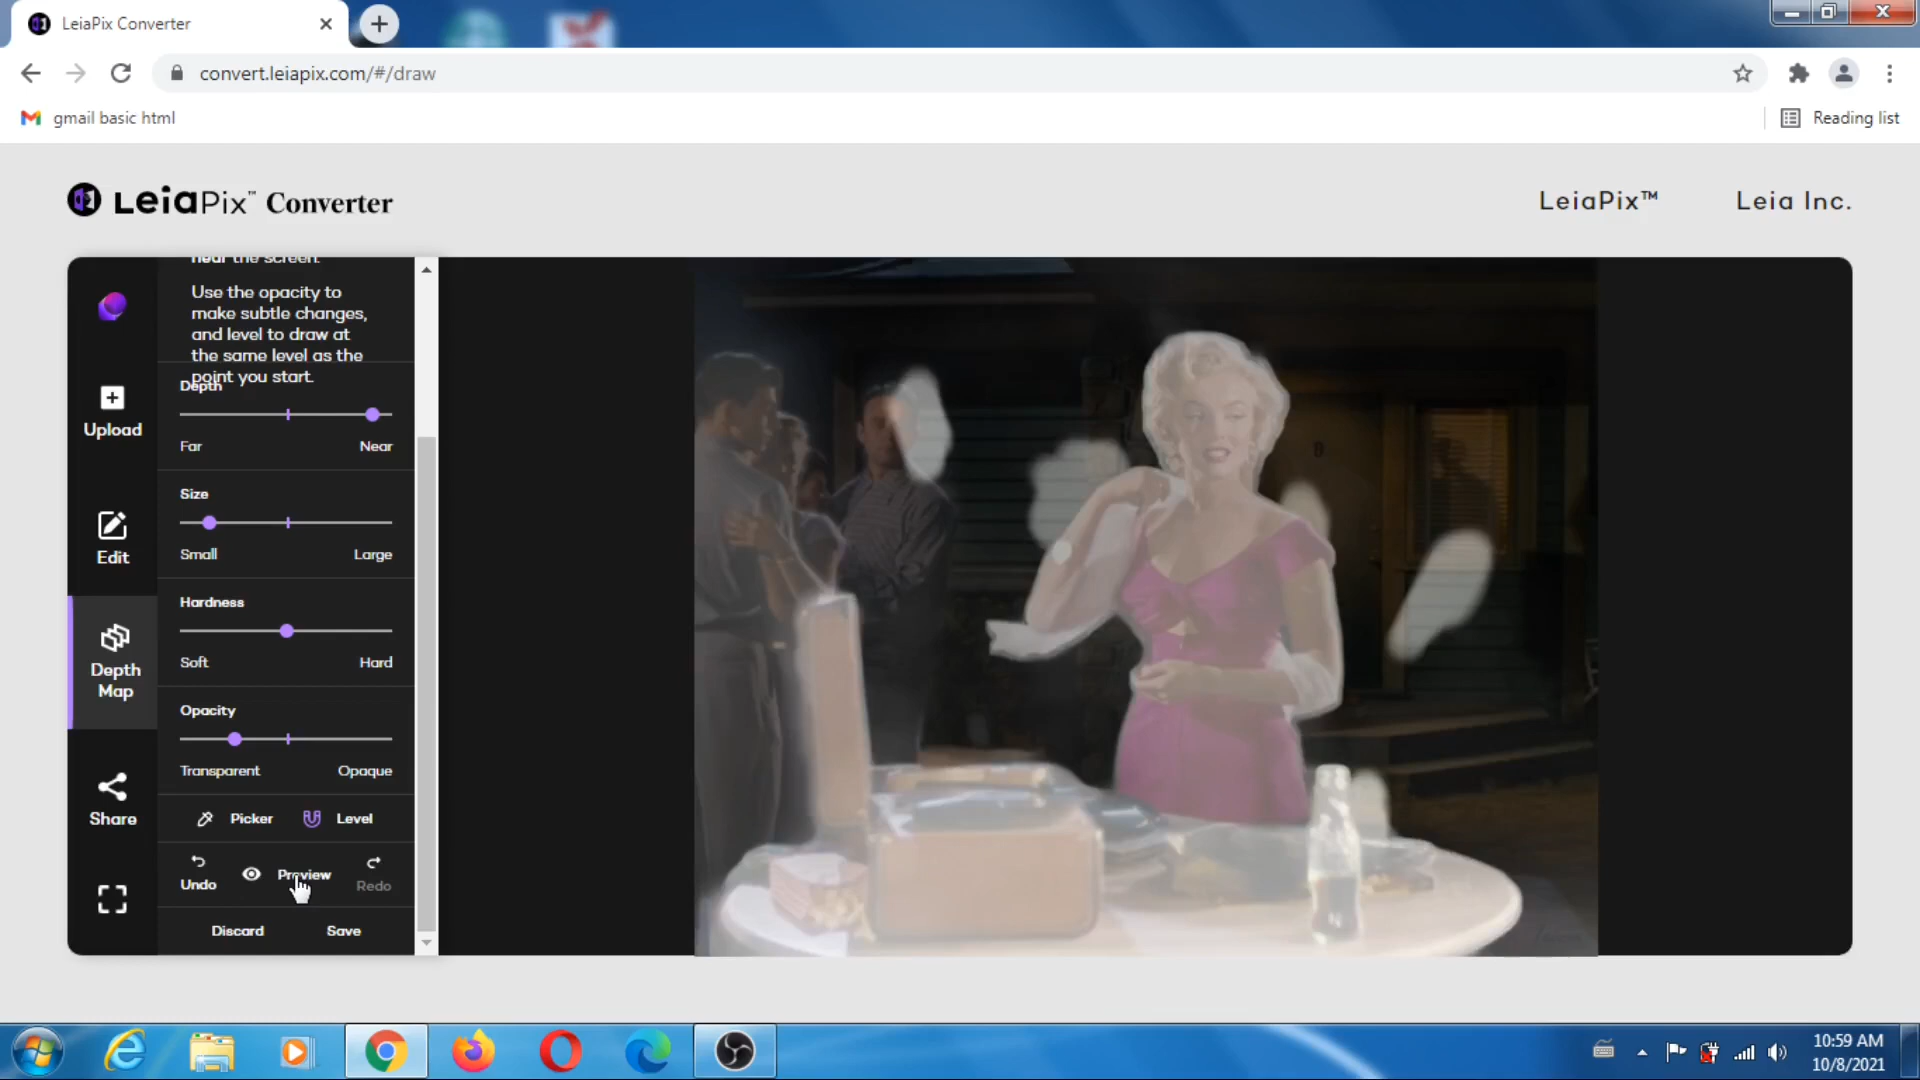 LeiaPix Converter
convert.leiapix.com/#/draw
gmail basic html
Reading list
LeiaPix™ Converter
LeiaPix™
Leia Inc.
near the screen.
Use the opacity to
make subtle changes,
and level to draw at
the same level as the
point you start.
Upload
Edit
Depth
Map
Share
Depth
Far
Near
Size
Small
Large
Hardness
Soft
Hard
Opacity
Transparent
Opaque
Picker
Level
Undo
Preview
Redo
Discard
Save
10:59 AM
10/8/2021